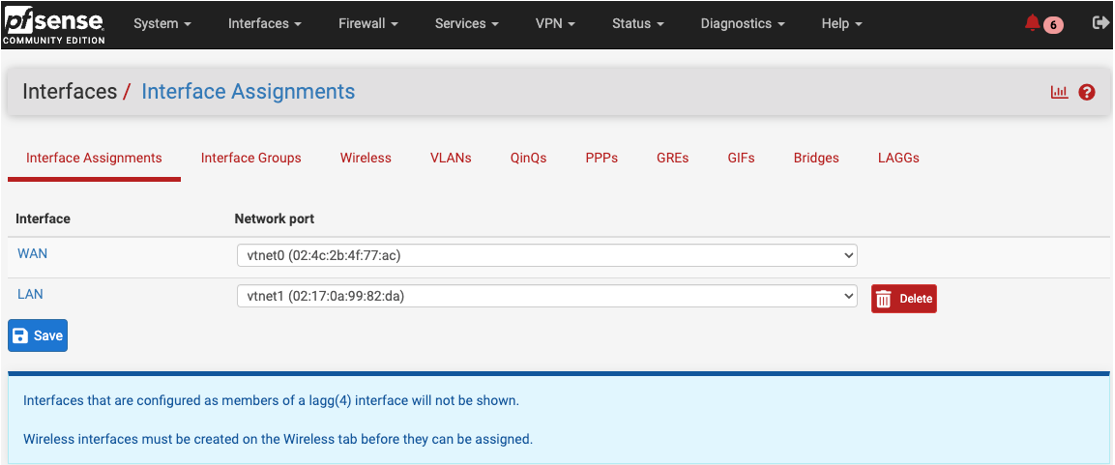 pfsense
COMMUNITY EDITION
System Interfaces Firewall Services VPN Status Diagnostics Help 6
Interfaces / Interface Assignments
Interface Assignments Interface Groups Wireless VLANs QinQs PPPs GREs GIFs Bridges LAGGs
Interface Network port
WAN vtnet0 (02:4c:2b:4f:77:ac)
LAN vtnet1 (02:17:0a:99:82:da) Delete
Save
Interfaces that are configured as members of a lagg(4) interface will not be shown.
Wireless interfaces must be created on the Wireless tab before they can be assigned.